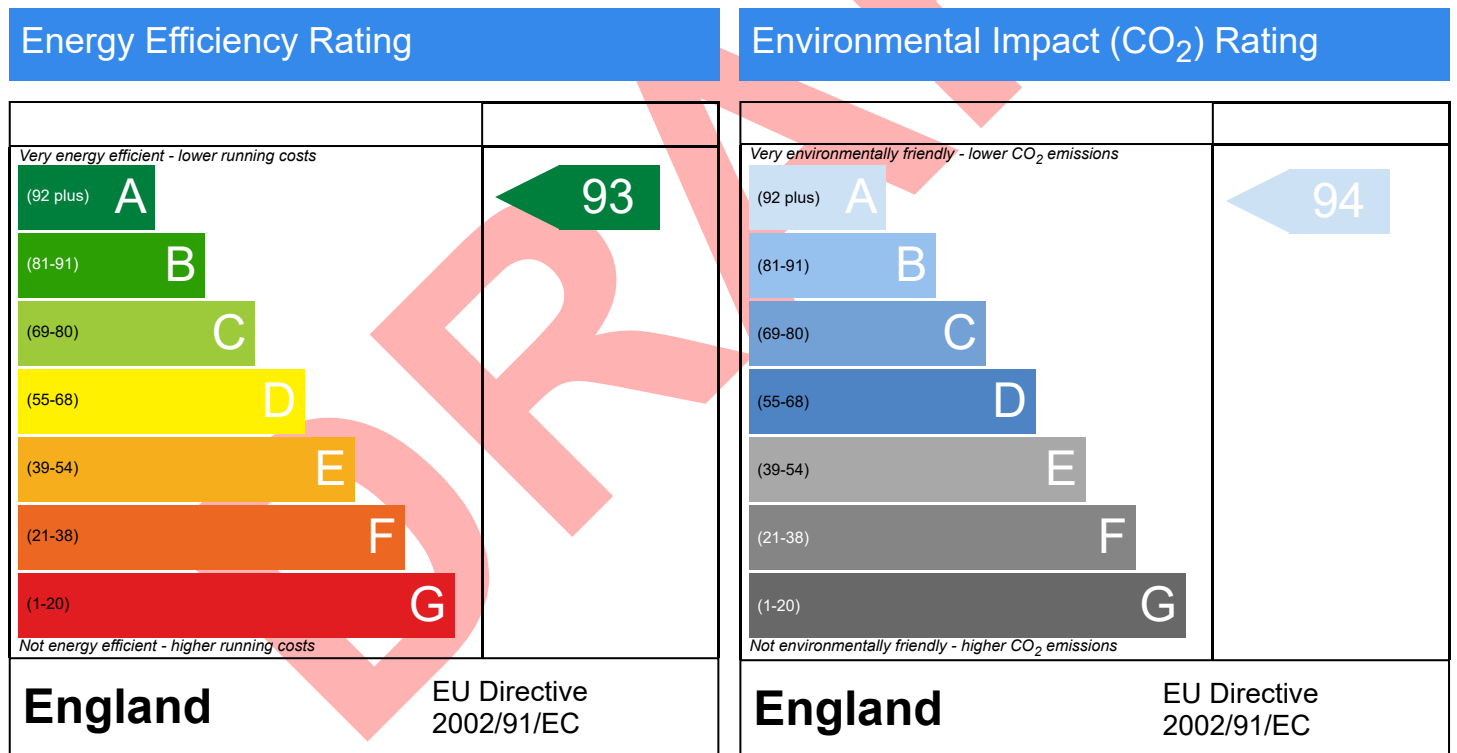 Energy Efficiency Rating
Very energy efficient - lower running costs
(92 plus) A
93
(81-91) B
(69-80) C
(55-68) D
(39-54) E
(21-38) F
(1-20) G
Not energy efficient - higher running costs
England
EU Directive
2002/91/EC
Environmental Impact (CO₂) Rating
Very environmentally friendly - lower CO₂ emissions
(92 plus) A
94
(81-91) B
(69-80) C
(55-68) D
(39-54) E
(21-38) F
(1-20) G
Not environmentally friendly - higher CO₂ emissions
England
EU Directive
2002/91/EC